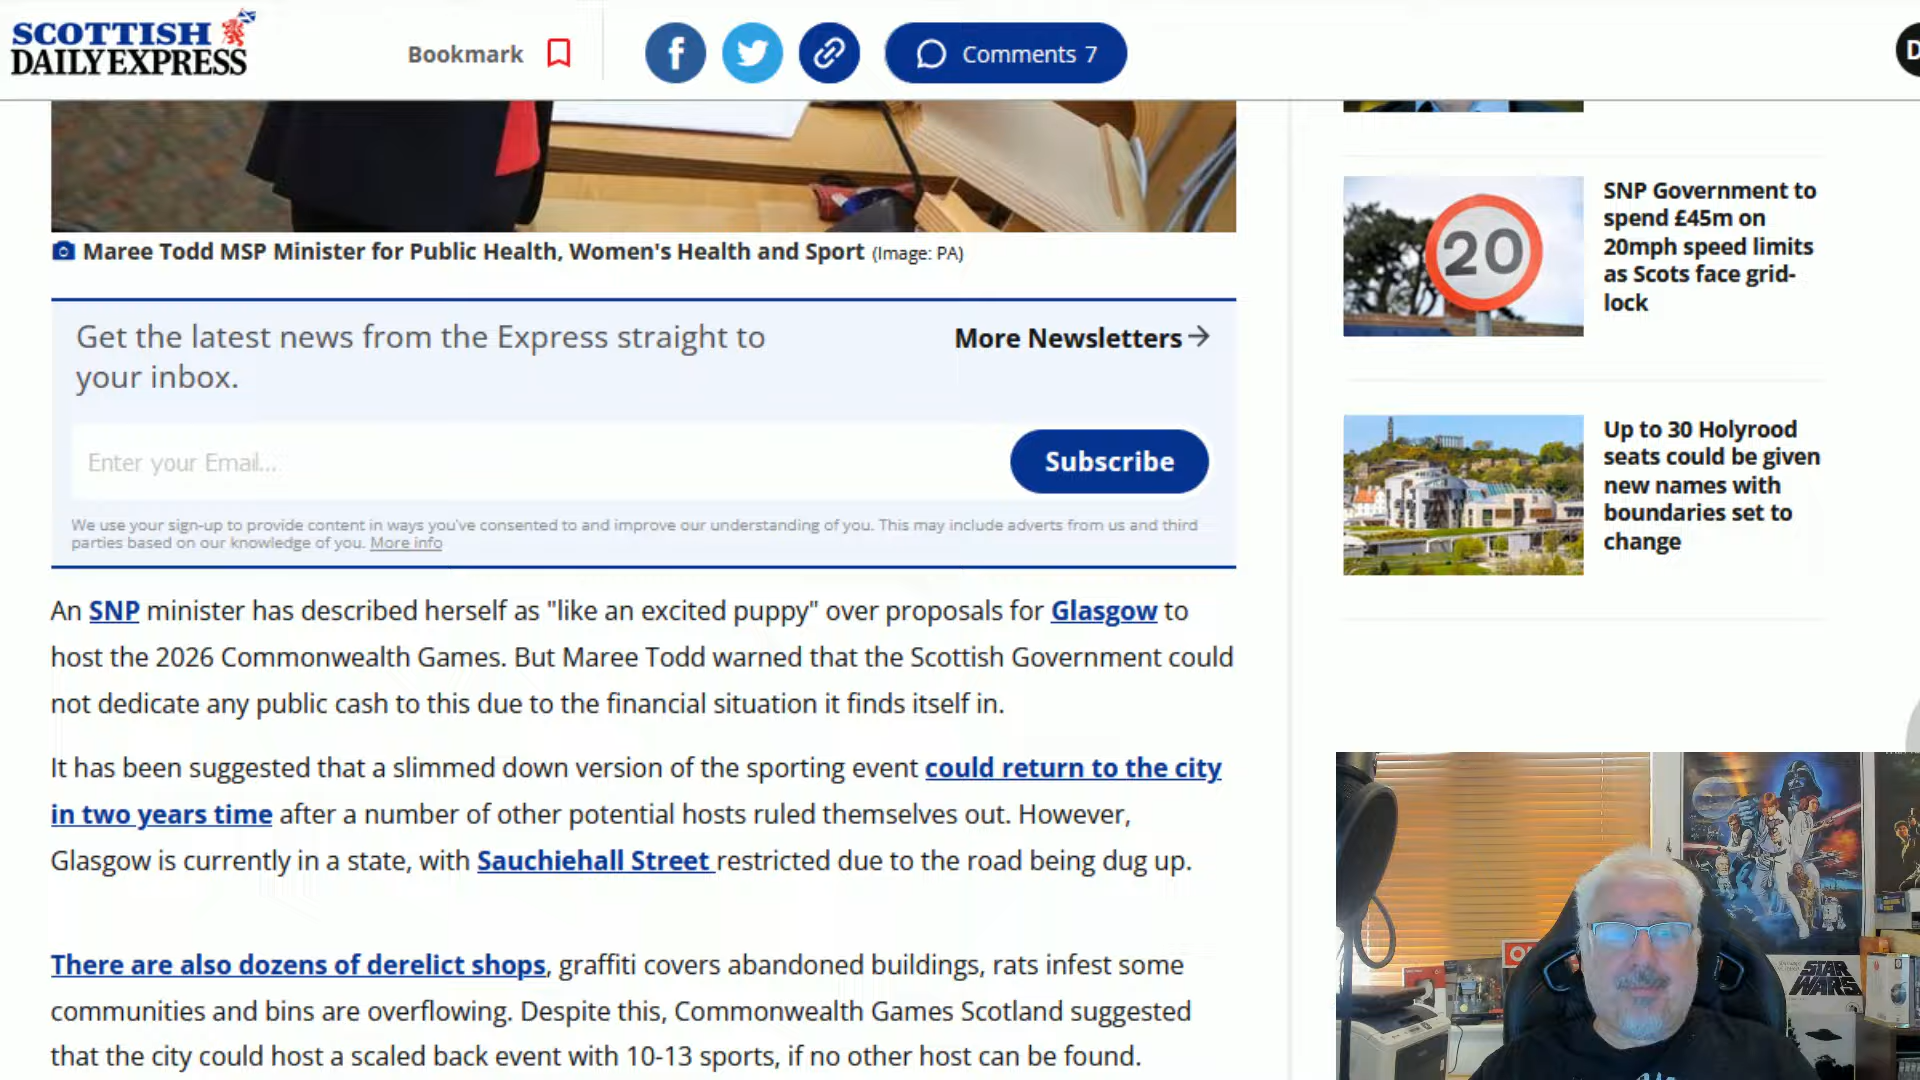 SCOTTISH
DAILY EXPRESS
Bookmark
Comments 7
D
Maree Todd MSP Minister for Public Health, Women's Health and Sport (Image: PA)
Get the latest news from the Express straight to
your inbox.
More Newsletters
Enter your Email...
Subscribe
We use your sign-up to provide content in ways you've consented to and improve our understanding of you. This may include adverts from us and third
parties based on our knowledge of you. More info
An SNP minister has described herself as "like an excited puppy" over proposals for Glasgow to
host the 2026 Commonwealth Games. But Maree Todd warned that the Scottish Government could
not dedicate any public cash to this due to the financial situation it finds itself in.
It has been suggested that a slimmed down version of the sporting event could return to the city
in two years time after a number of other potential hosts ruled themselves out. However,
Glasgow is currently in a state, with Sauchiehall Street restricted due to the road being dug up.
There are also dozens of derelict shops, graffiti covers abandoned buildings, rats infest some
communities and bins are overflowing. Despite this, Commonwealth Games Scotland suggested
that the city could host a scaled back event with 10-13 sports, if no other host can be found.
20
SNP Government to
spend £45m on
20mph speed limits
as Scots face grid-
lock
Up to 30 Holyrood
seats could be given
new names with
boundaries set to
change
STAR
WARS